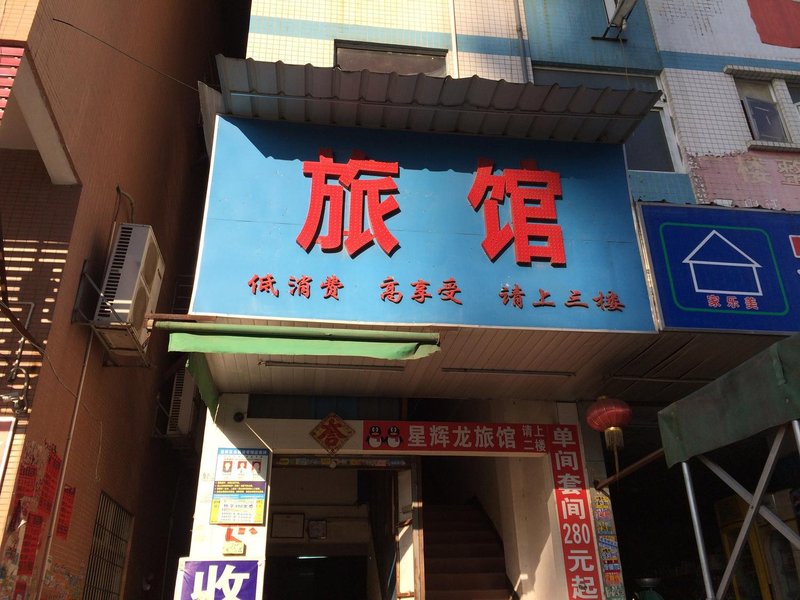 旅馆
低消费 高享受 请上三楼
家乐美
星辉龙旅馆
请上
二楼
单间套间280元起
收